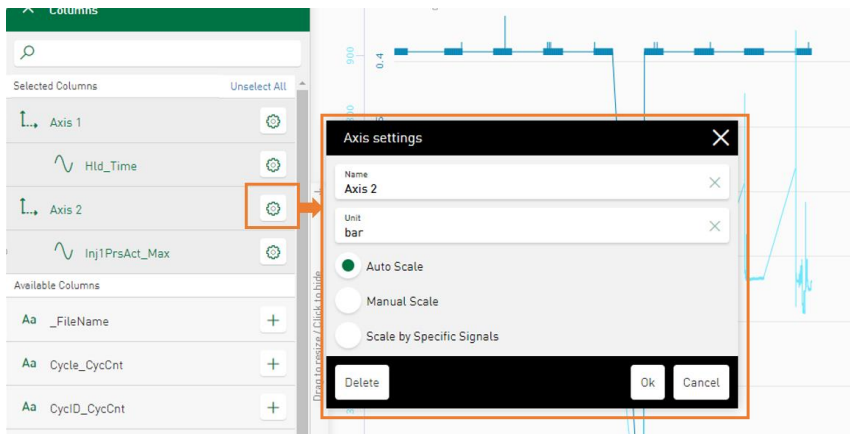 Columns
Selected Columns
Unselect All
Axis 1
Hld_Time
Axis 2
Inj1PrsAct_Max
Available Columns
Aa _FileName
Aa Cycle_CycCnt
Aa CycID_CycCnt
Drag to resize / Click to hide
900
0.4
Axis settings
Name
Axis 2
Unit
bar
Auto Scale
Manual Scale
Scale by Specific Signals
Delete
Ok
Cancel